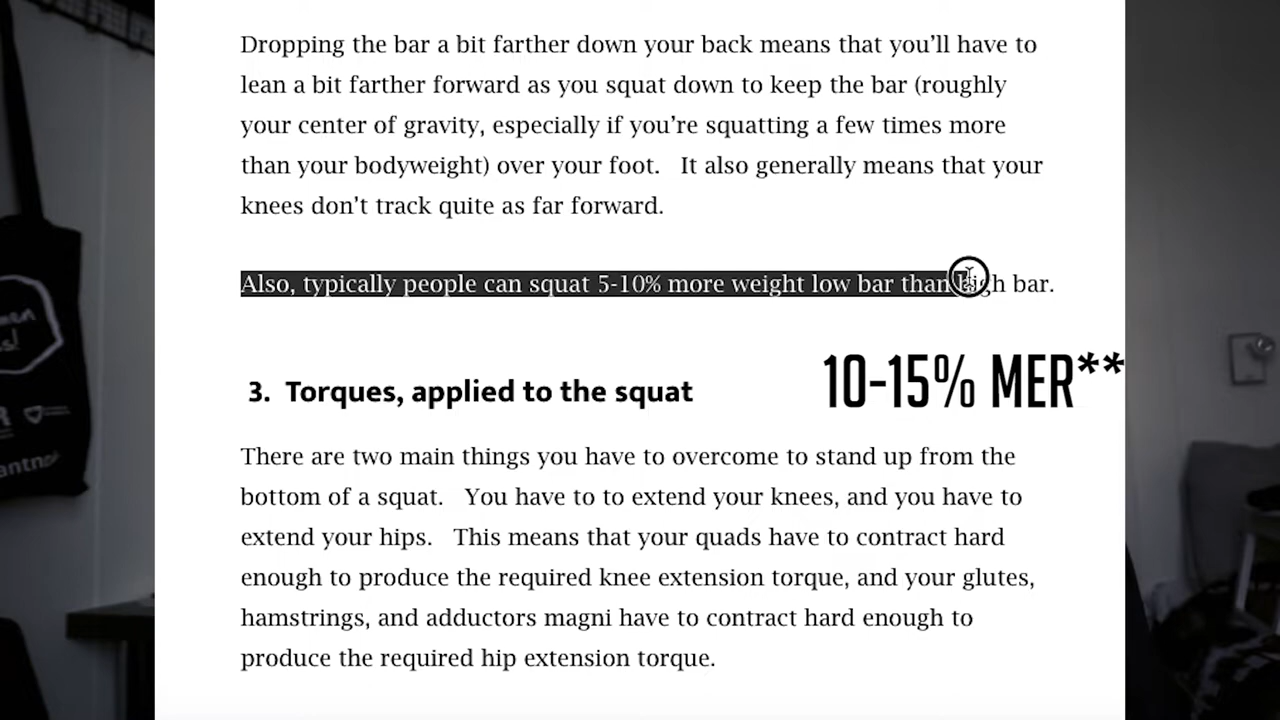 Dropping the bar a bit farther down your back means that you’ll have to
lean a bit farther forward as you squat down to keep the bar (roughly
your center of gravity, especially if you’re squatting a few times more
than your bodyweight) over your foot. It also generally means that your
knees don’t track quite as far forward.
Also, typically people can squat 5-10% more weight low bar than high bar.
10-15% MER**
3. Torques, applied to the squat
There are two main things you have to overcome to stand up from the
bottom of a squat. You have to to extend your knees, and you have to
extend your hips. This means that your quads have to contract hard
enough to produce the required knee extension torque, and your glutes,
hamstrings, and adductors magni have to contract hard enough to
produce the required hip extension torque.